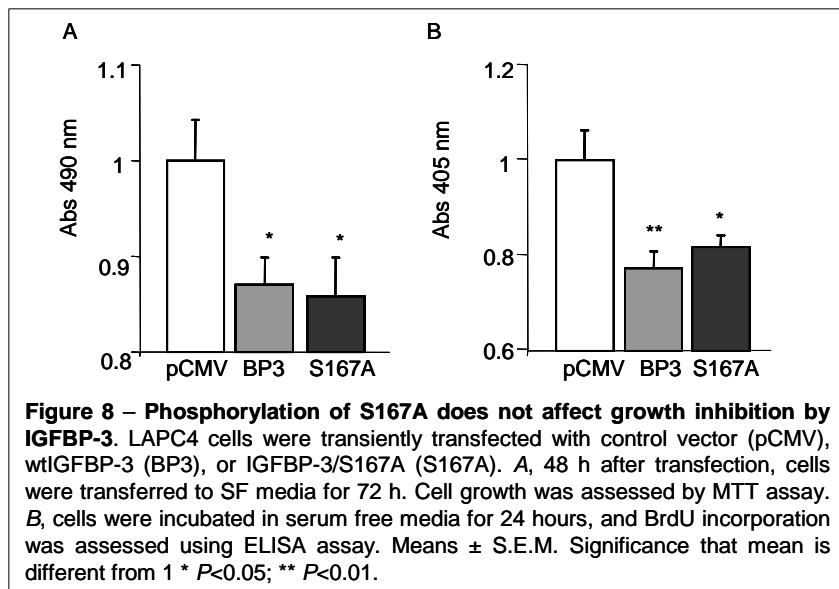 A
B
1.1
1
0.9
0.8
Abs 490 nm
*
*
pCMV BP3 S167A
1.2
1
0.8
0.6
Abs 405 nm
**
*
pCMV BP3 S167A
Figure 8 – Phosphorylation of S167A does not affect growth inhibition by
IGFBP-3. LAPC4 cells were transiently transfected with control vector (pCMV),
wtIGFBP-3 (BP3), or IGFBP-3/S167A (S167A). A, 48 h after transfection, cells
were transferred to SF media for 72 h. Cell growth was assessed by MTT assay.
B, cells were incubated in serum free media for 24 hours, and BrdU incorporation
was assessed using ELISA assay. Means ± S.E.M. Significance that mean is
different from 1 * P<0.05; ** P<0.01.